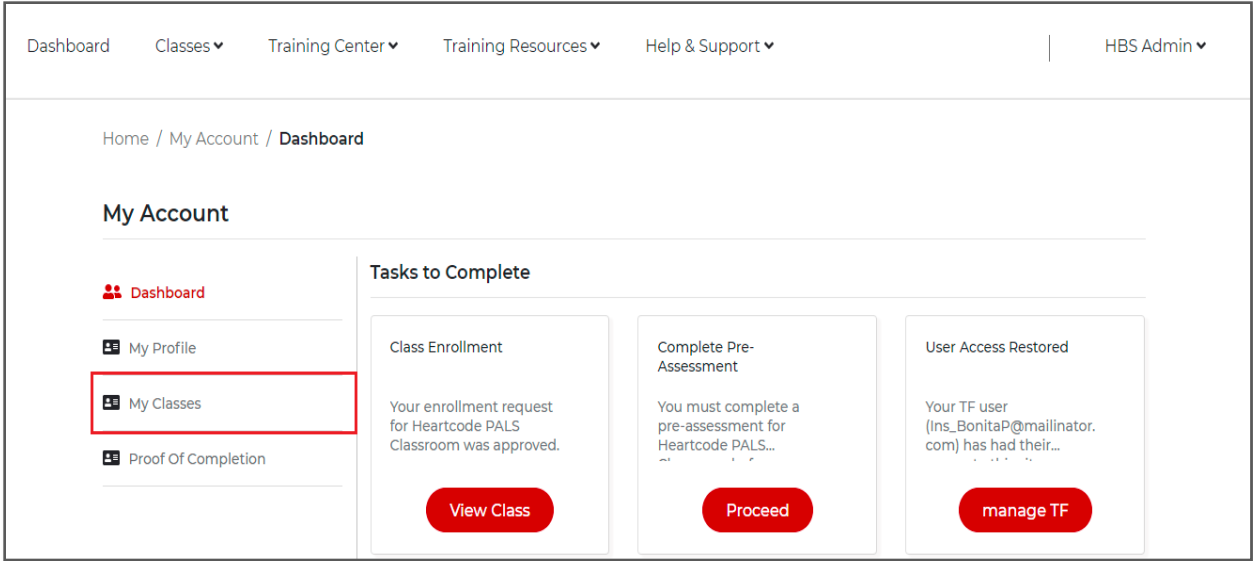 Dashboard Classes Training Center Training Resources Help & Support HBS Admin
Home / My Account / Dashboard
My Account
Dashboard
My Profile
My Classes
Proof Of Completion
Tasks to Complete
Class Enrollment
Your enrollment request
for Heartcode PALS
Classroom was approved.
View Class
Complete Pre-
Assessment
You must complete a
pre-assessment for
Heartcode PALS...
Proceed
User Access Restored
Your TF user
(Ins_BonitaP@mailinator.
com) has had their...
manage TF